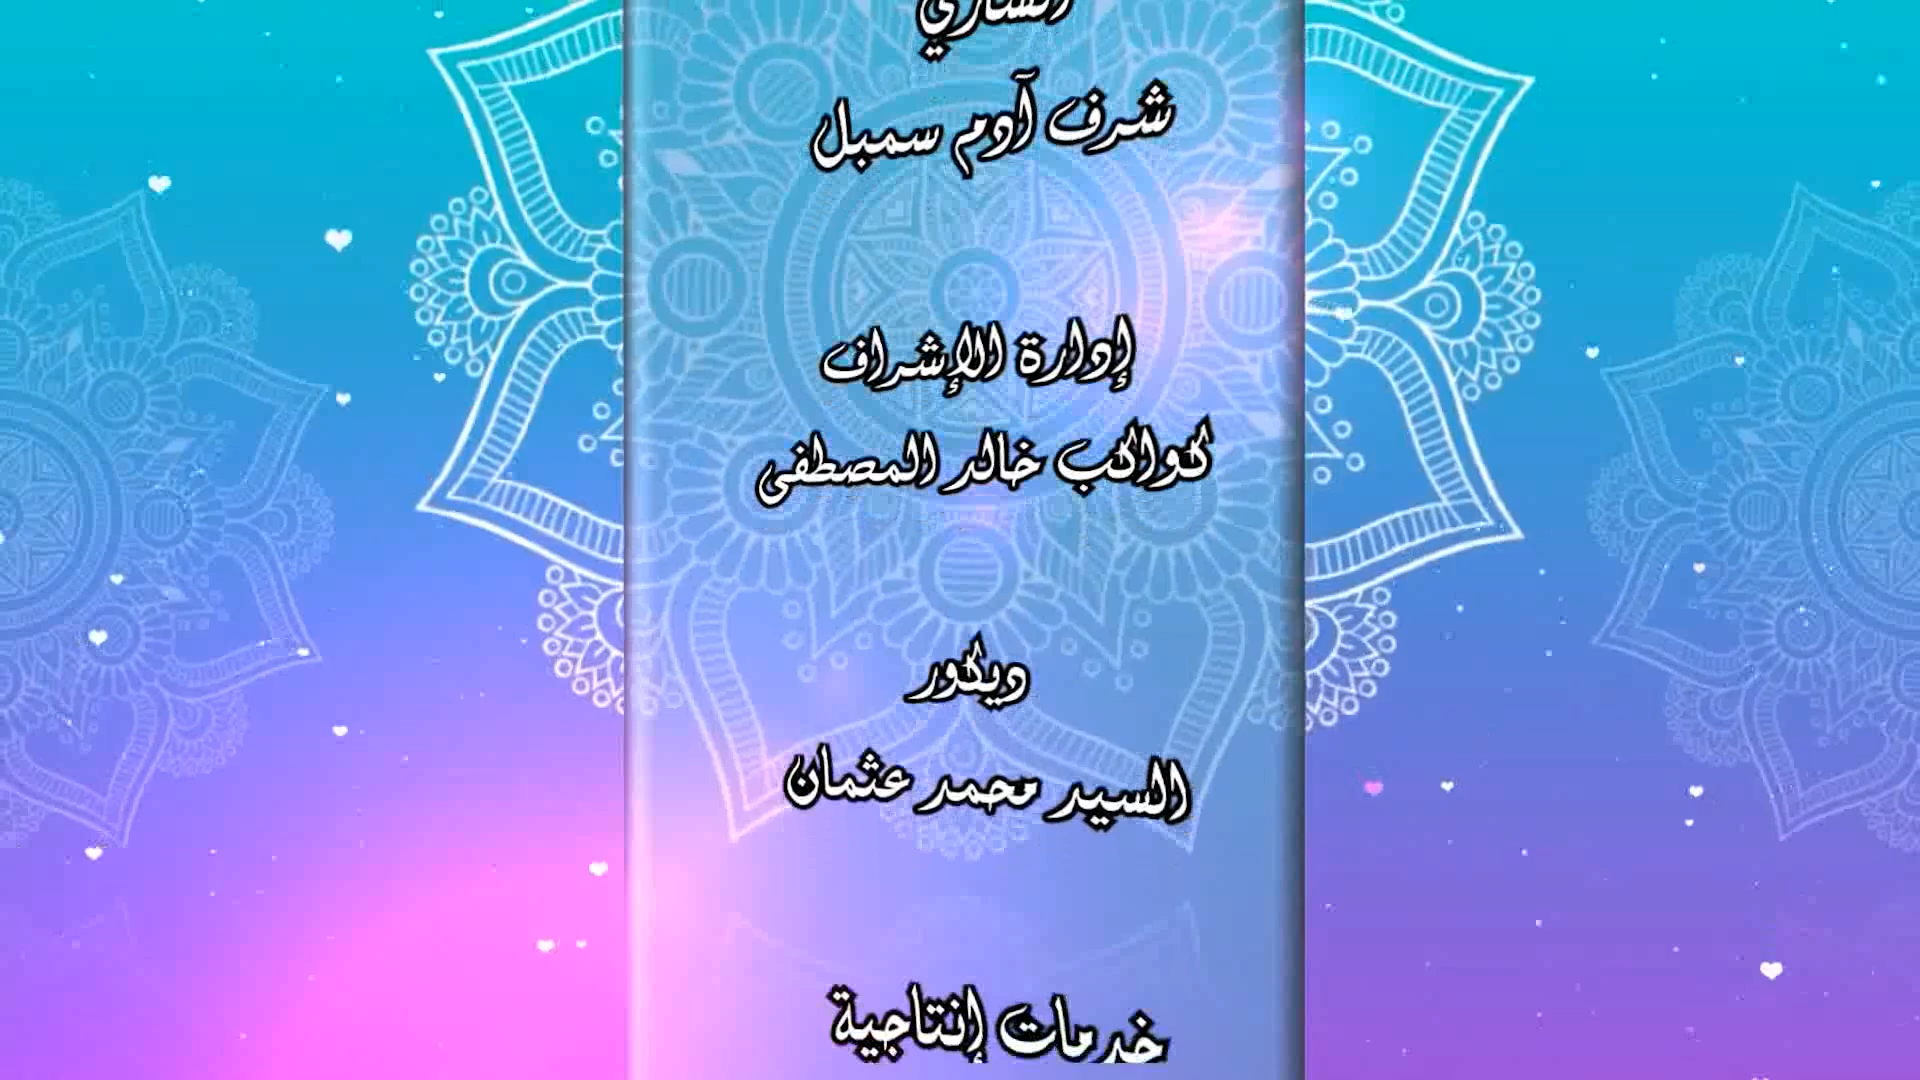 شرف آدم سمبل
إدارة الإشراف
كواكب خالد المصطفى
ديكور
السيد محمد عثمان
خدمات إنتاجية